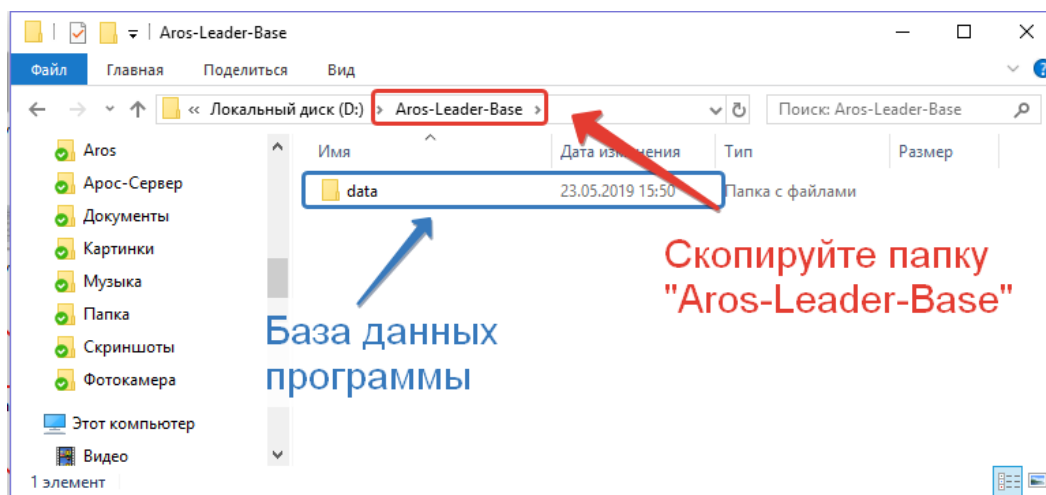 Aros-Leader-Base
Файл Главная Поделиться Вид
« Локальный диск (D:) › Aros-Leader-Base › Поиск: Aros-Leader-Base
Имя Дата изменения Тип Размер
data 23.05.2019 15:50 Папка с файлами
Aros
Арос-Сервер
Документы
Картинки
Музыка
Папка
Скриншоты
Фотокамера
Этот компьютер
Видео
1 элемент
Скопируйте папку
"Aros-Leader-Base"
База данных
программы